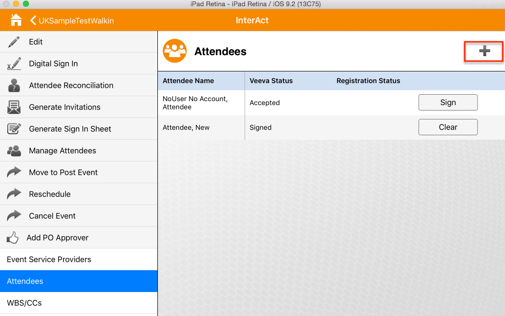 iPad Retina - iPad Retina / iOS 9.2 (13C75)
UKSampleTestWalkin
InterAct
Edit
Digital Sign In
Attendee Reconciliation
Generate Invitations
Generate Sign In Sheet
Manage Attendees
Move to Post Event
Reschedule
Cancel Event
Add PO Approver
Event Service Providers
Attendees
WBS/CCs
Attendees
Attendee Name Veeva Status Registration Status
NoUser No Account,
Attendee
Accepted
Sign
Attendee, New
Signed
Clear